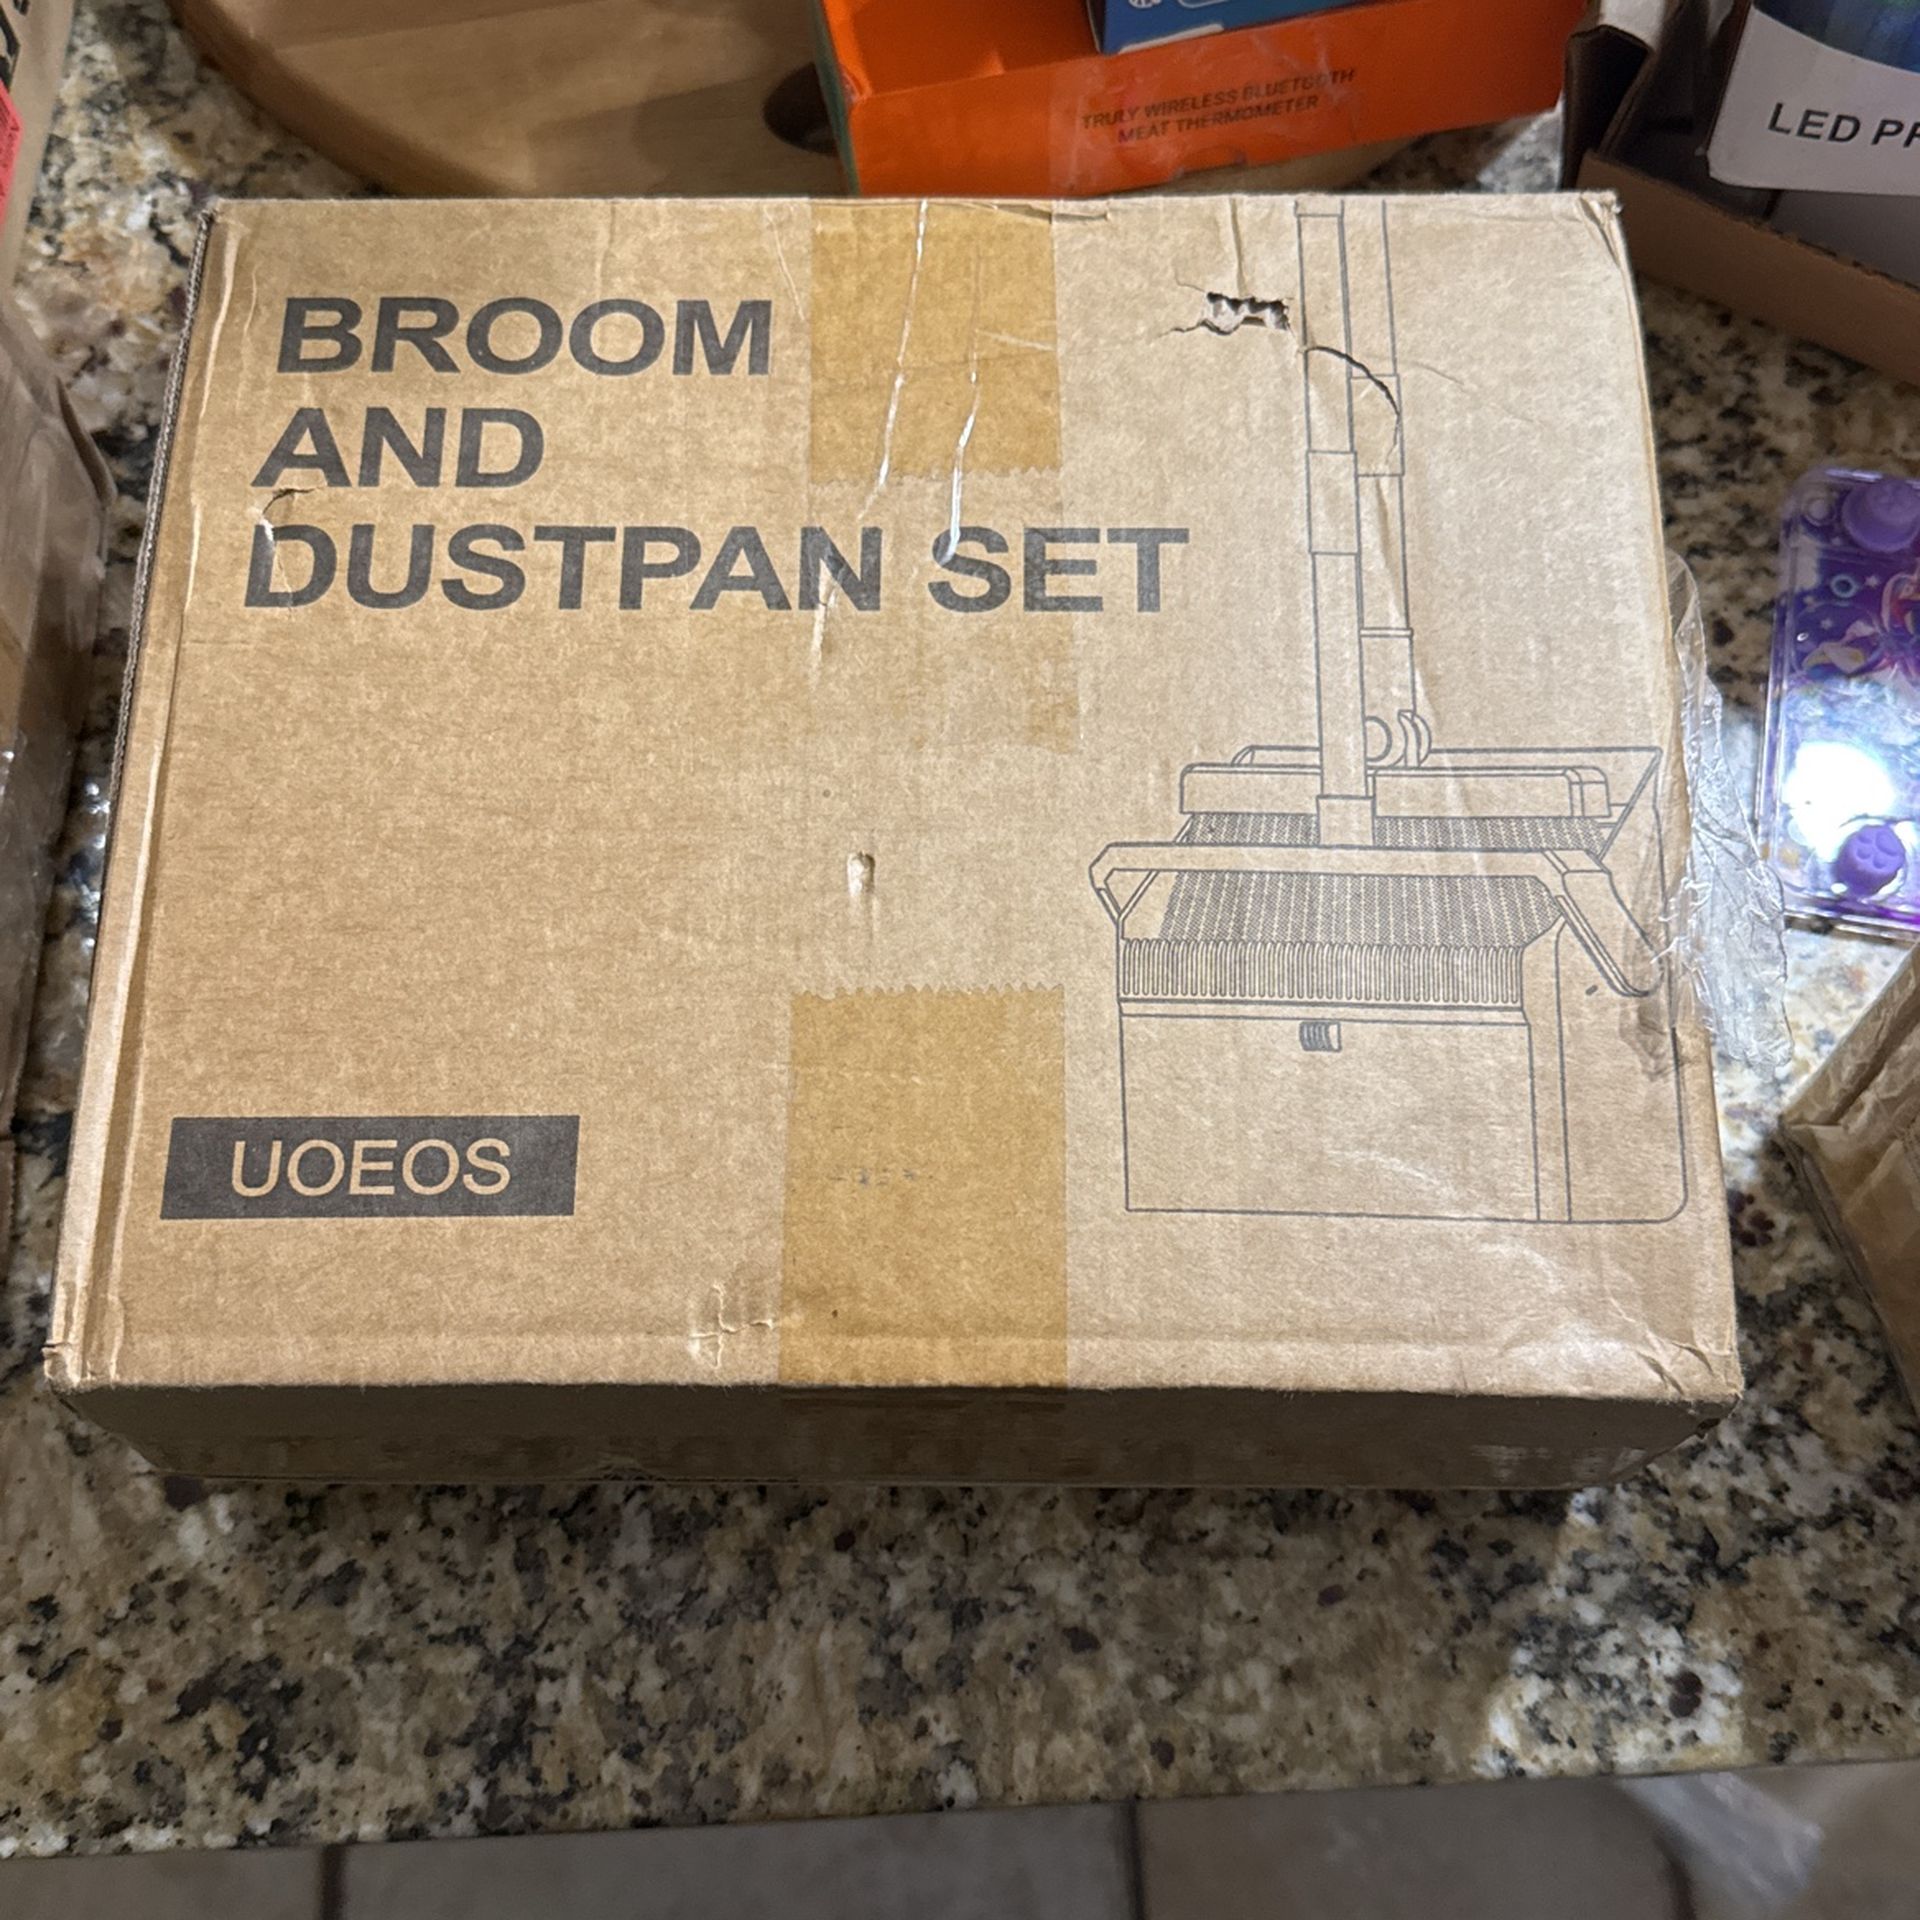 TRULY WIRELESS BLUETOOTH
MEAT THERMOMETER
LED PR
BROOM
AND
DUSTPAN SET
UOEOS